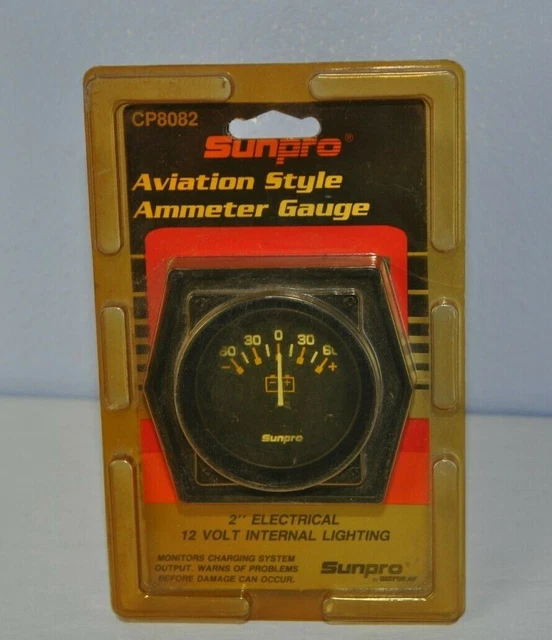 CP8082
Sunpro®
Aviation Style
Ammeter Gauge
60 30 0 30 60
- +
Sunpro
2" ELECTRICAL
12 VOLT INTERNAL LIGHTING
MONITORS CHARGING SYSTEM
OUTPUT. WARNS OF PROBLEMS
BEFORE DAMAGE CAN OCCUR.
Sunpro®